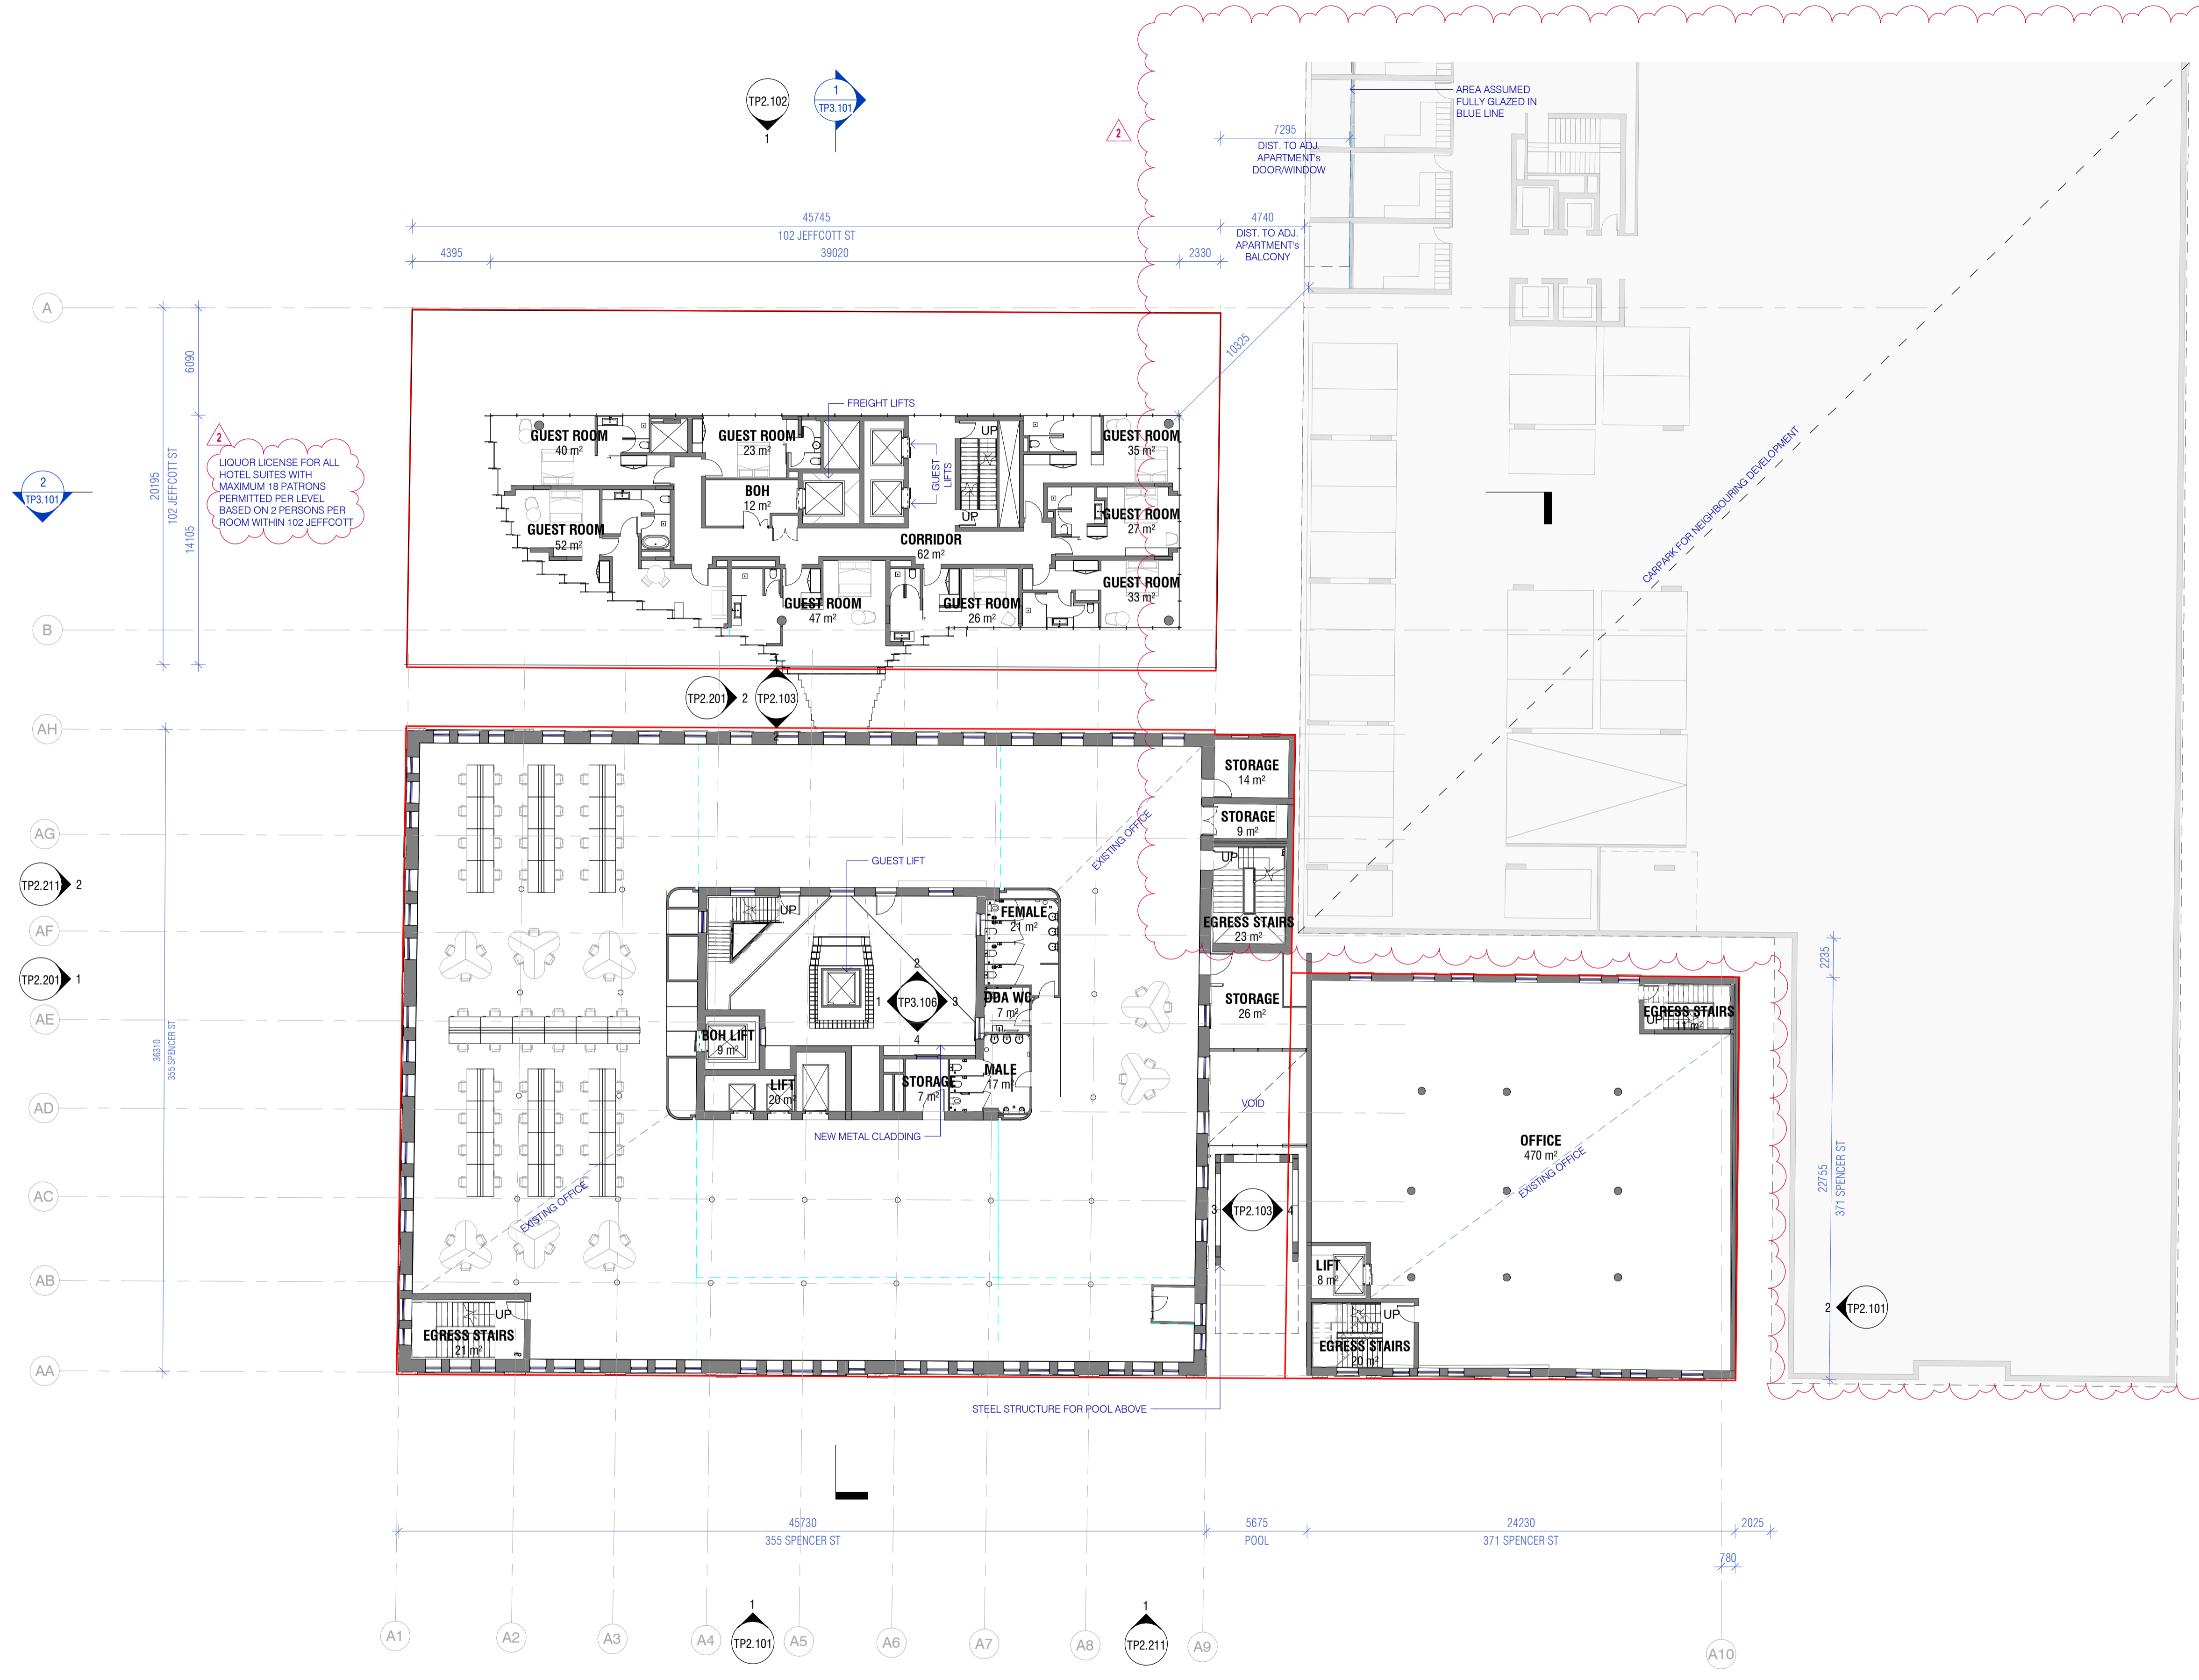 TP2.102
1
1
TP3.101
2
AREA ASSUMED
FULLY GLAZED IN
BLUE LINE
7295
DIST. TO ADJ.
APARTMENT's
DOOR/WINDOW
45745
102 JEFFCOTT ST
4740
DIST. TO ADJ.
APARTMENT's
BALCONY
4395
39020
2330
A
6090
20195
102 JEFFCOTT ST
14105
10325
2
LIQUOR LICENSE FOR ALL
HOTEL SUITES WITH
MAXIMUM 18 PATRONS
PERMITTED PER LEVEL
BASED ON 2 PERSONS PER
ROOM WITHIN 102 JEFFCOTT
2
TP3.101
FREIGHT LIFTS
GUEST ROOM
40 m²
GUEST ROOM
23 m²
UP
GUEST ROOM
35 m²
GUEST
LIFTS
BOH
12 m²
UP
GUEST ROOM
27 m²
GUEST ROOM
52 m²
CORRIDOR
62 m²
GUEST ROOM
33 m²
GUEST ROOM
47 m²
GUEST ROOM
26 m²
CARPARK FOR NEIGHBOURING DEVELOPMENT
B
TP2.201
2
TP2.103
2
AH
STORAGE
14 m²
AG
STORAGE
9 m²
EXISTING OFFICE
GUEST LIFT
UP
TP2.211
2
UP
FEMALE
21 m²
EGRESS STAIRS
23 m²
AF
2235
TP2.201
1
2
1
TP3.106
3
4
DDA WC
7 m²
STORAGE
26 m²
EGRESS STAIRS
UP
11 m²
AE
BOH LIFT
9 m²
36310
355 SPENCER ST
LIFT
20 m²
STORAGE
7 m²
MALE
17 m²
AD
VOID
NEW METAL CLADDING
OFFICE
470 m²
EXISTING OFFICE
22755
371 SPENCER ST
AC
EXISTING OFFICE
3
TP2.103
4
AB
LIFT
8 m²
2
TP2.101
UP
EGRESS STAIRS
21 m²
UP
EGRESS STAIRS
20 m²
AA
STEEL STRUCTURE FOR POOL ABOVE
45730
355 SPENCER ST
5675
POOL
24230
371 SPENCER ST
2025
780
1
TP2.101
1
TP2.211
A1
A2
A3
A4
A5
A6
A7
A8
A9
A10